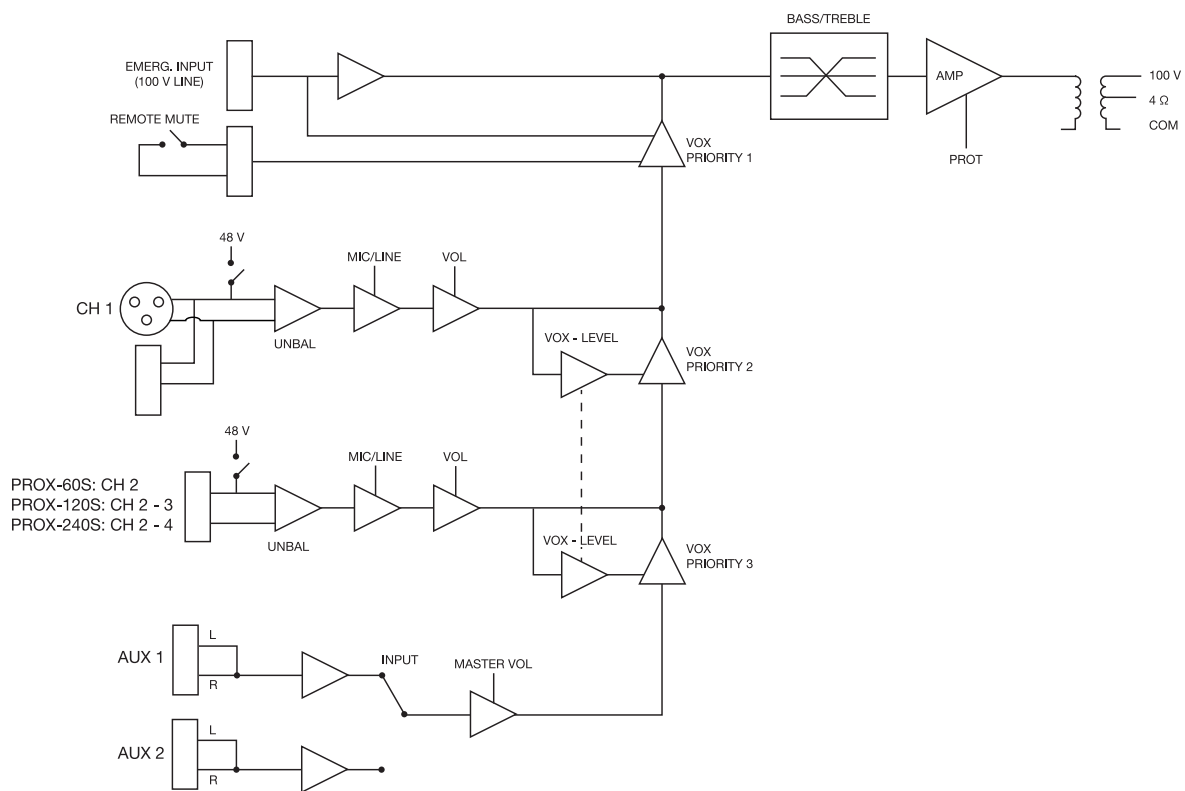 BASS/TREBLE
EMERG. INPUT
(100 V LINE)
AMP
100 V
4 Ω
COM
REMOTE MUTE
VOX
PRIORITY 1
PROT
48 V
MIC/LINE
VOL
CH 1
UNBAL
VOX - LEVEL
VOX
PRIORITY 2
48 V
MIC/LINE
VOL
PROX-60S: CH 2
PROX-120S: CH 2 - 3
PROX-240S: CH 2 - 4
UNBAL
VOX - LEVEL
VOX
PRIORITY 3
L
AUX 1
R
INPUT
MASTER VOL
L
AUX 2
R